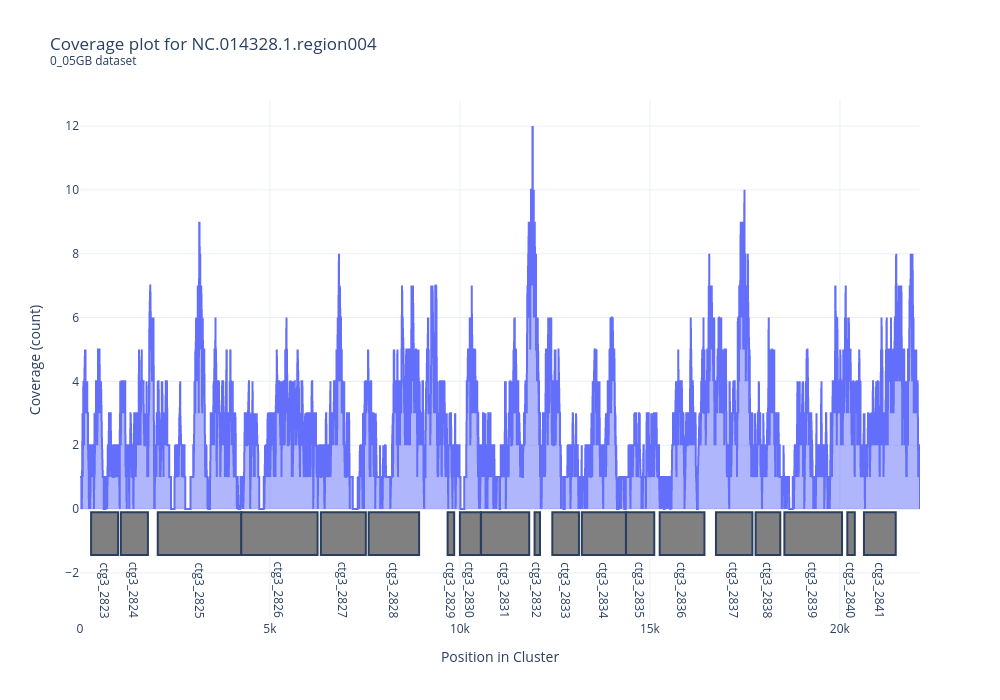 Coverage plot for NC.014328.1.region004
0_05GB dataset
Coverage (count)
12
10
8
6
4
2
0
−2
ctg3_2823
ctg3_2824
ctg3_2825
ctg3_2826
ctg3_2827
ctg3_2828
ctg3_2829
ctg3_2830
ctg3_2831
ctg3_2832
ctg3_2833
ctg3_2834
ctg3_2835
ctg3_2836
ctg3_2837
ctg3_2838
ctg3_2839
ctg3_2840
ctg3_2841
0
5k
10k
15k
20k
Position in Cluster